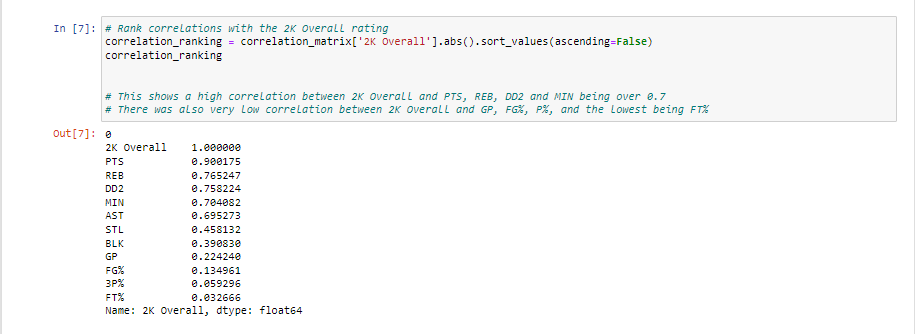 In [7]: # Rank correlations with the 2K Overall rating
correlation_ranking = correlation_matrix['2K Overall'].abs().sort_values(ascending=False)
correlation_ranking
# This shows a high correlation between 2K Overall and PTS, REB, DD2 and MIN being over 0.7
# There was also very low correlation between 2K Overall and GP, FG%, P%, and the lowest being FT%
Out[7]: 0
2K Overall 1.000000
PTS 0.900175
REB 0.765247
DD2 0.758224
MIN 0.704082
AST 0.695273
STL 0.458132
BLK 0.390830
GP 0.224240
FG% 0.134961
3P% 0.059296
FT% 0.032666
Name: 2K Overall, dtype: float64